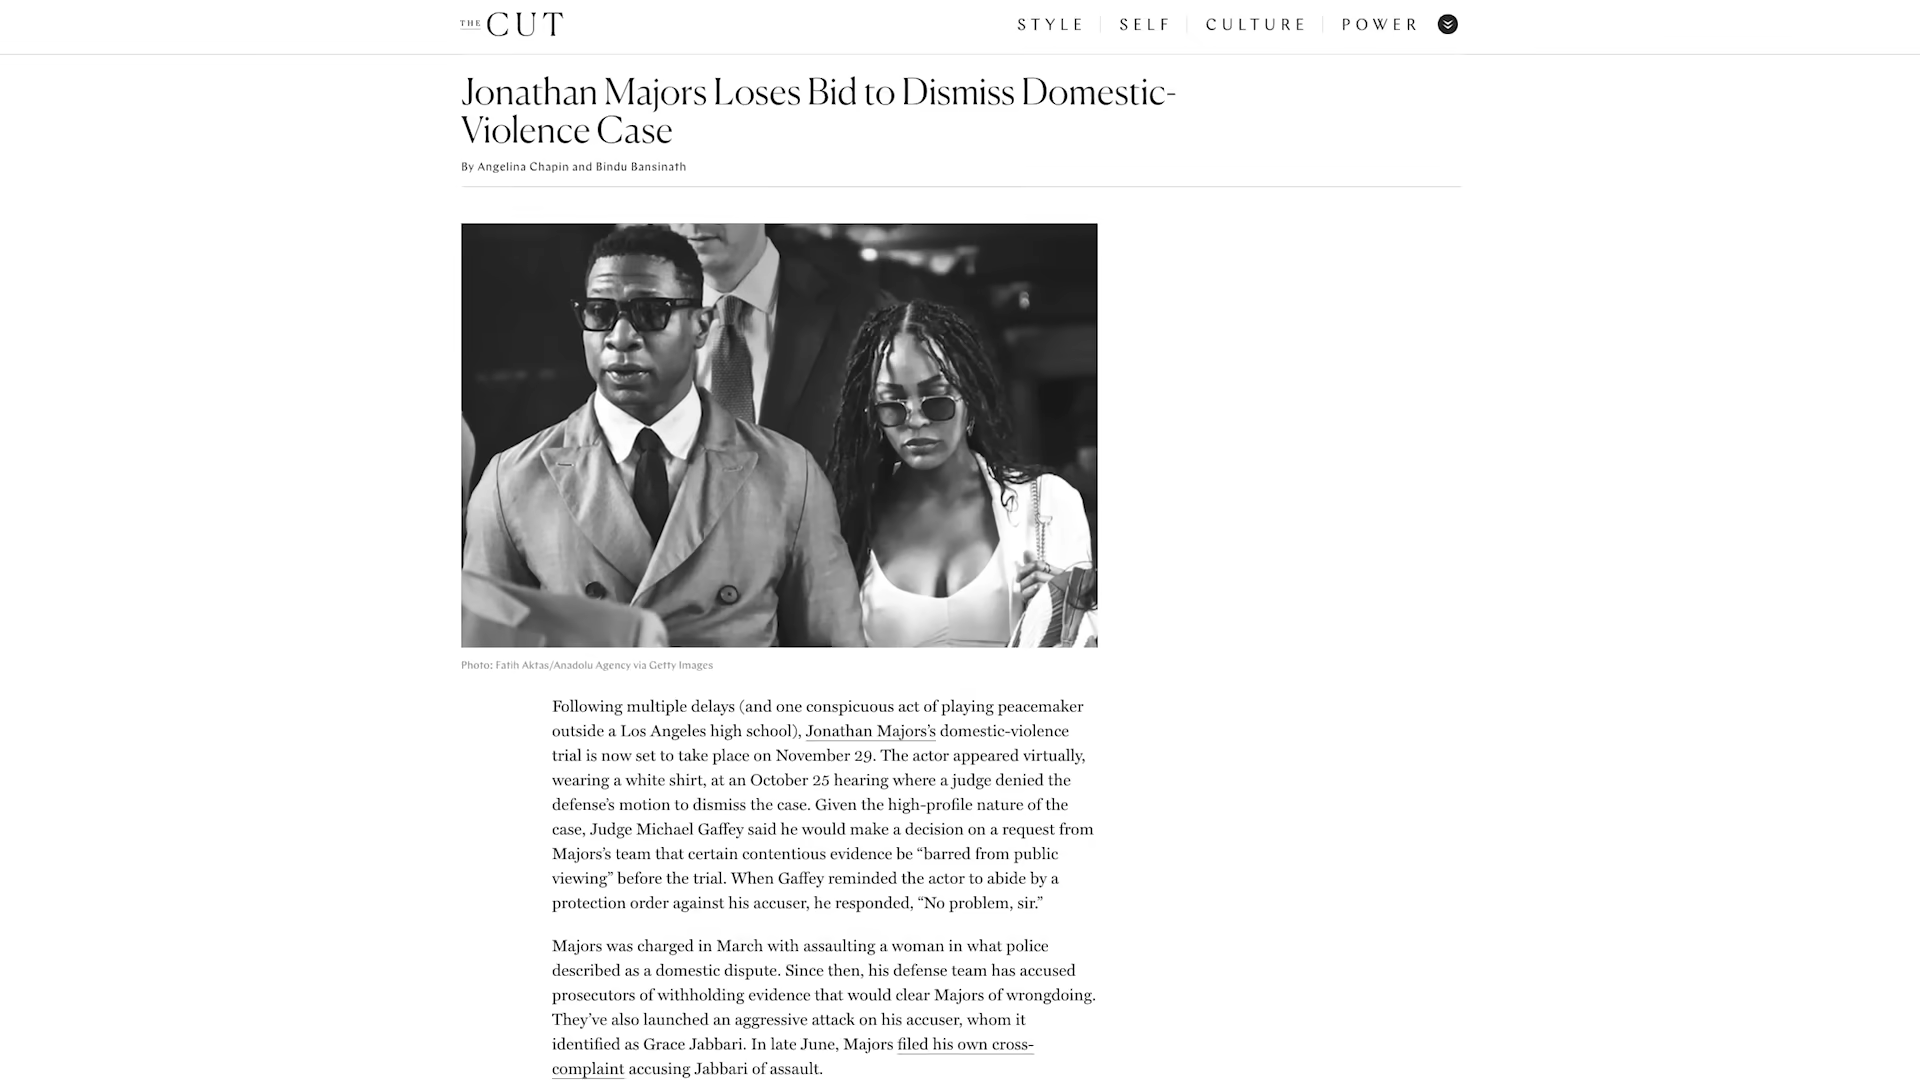 THE CUT
STYLE SELF CULTURE POWER
Jonathan Majors Loses Bid to Dismiss Domestic-
Violence Case
By Angelina Chapin and Bindu Bansinath
Photo: Fatih Aktas/Anadolu Agency via Getty Images
Following multiple delays (and one conspicuous act of playing peacemaker
outside a Los Angeles high school), Jonathan Majors’s domestic-violence
trial is now set to take place on November 29. The actor appeared virtually,
wearing a white shirt, at an October 25 hearing where a judge denied the
defense’s motion to dismiss the case. Given the high-profile nature of the
case, Judge Michael Gaffey said he would make a decision on a request from
Majors’s team that certain contentious evidence be “barred from public
viewing” before the trial. When Gaffey reminded the actor to abide by a
protection order against his accuser, he responded, “No problem, sir.”
Majors was charged in March with assaulting a woman in what police
described as a domestic dispute. Since then, his defense team has accused
prosecutors of withholding evidence that would clear Majors of wrongdoing.
They’ve also launched an aggressive attack on his accuser, whom it
identified as Grace Jabbari. In late June, Majors filed his own cross-
complaint accusing Jabbari of assault.